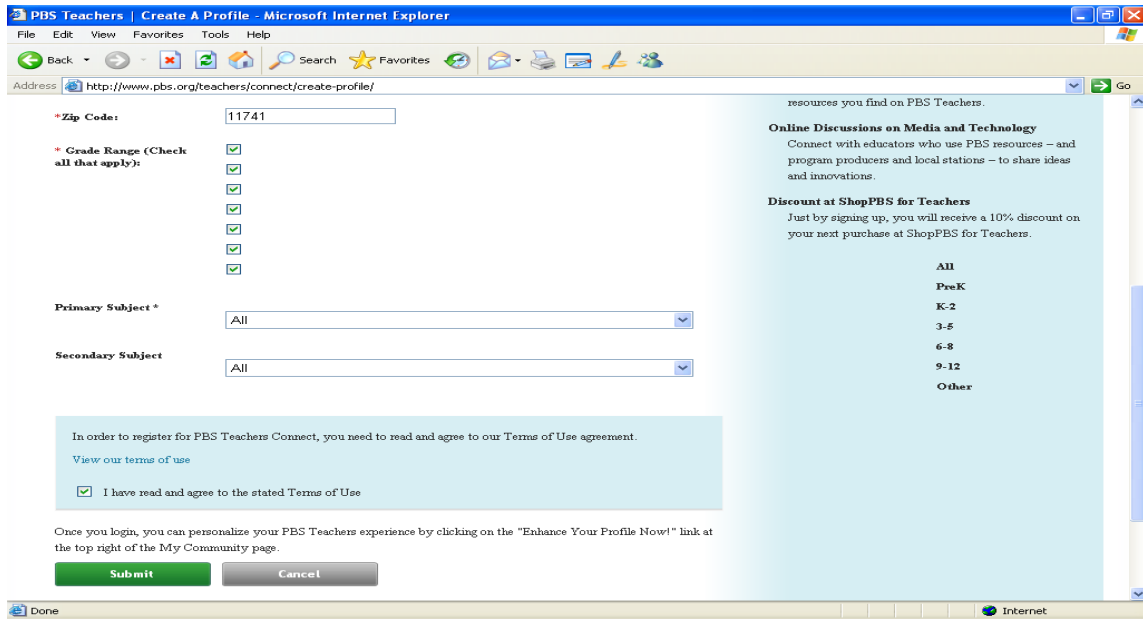 PBS Teachers | Create A Profile - Microsoft Internet Explorer
File Edit View Favorites Tools Help
Back Search Favorites
Address http://www.pbs.org/teachers/connect/create-profile/ Go
*Zip Code:
11741
* Grade Range (Check
all that apply):
Primary Subject *
All
Secondary Subject
All
In order to register for PBS Teachers Connect, you need to read and agree to our Terms of Use agreement.
View our terms of use
I have read and agree to the stated Terms of Use
Once you login, you can personalize your PBS Teachers experience by clicking on the "Enhance Your Profile Now!" link at
the top right of the My Community page.
Submit Cancel
resources you find on PBS Teachers.
Online Discussions on Media and Technology
Connect with educators who use PBS resources – and
program producers and local stations – to share ideas
and innovations.
Discount at ShopPBS for Teachers
Just by signing up, you will receive a 10% discount on
your next purchase at ShopPBS for Teachers.
All
PreK
K-2
3-5
6-8
9-12
Other
Done Internet